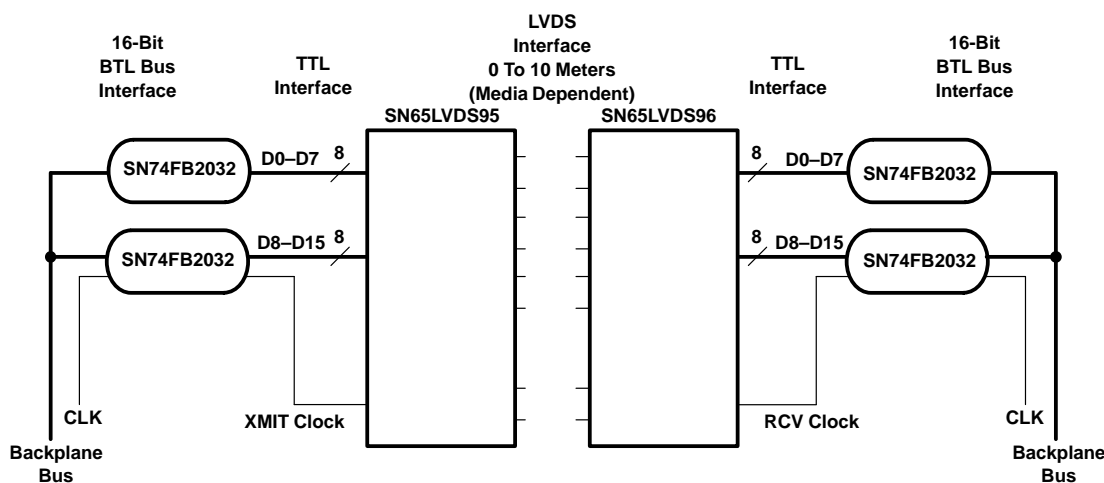 LVDS
Interface
0 To 10 Meters
(Media Dependent)
16-Bit
BTL Bus
Interface
TTL
Interface
TTL
Interface
16-Bit
BTL Bus
Interface
SN65LVDS95
SN65LVDS96
SN74FB2032
D0–D7
8
8
D0–D7
SN74FB2032
SN74FB2032
D8–D15
8
8
D8–D15
SN74FB2032
CLK
XMIT Clock
RCV Clock
CLK
Backplane
Bus
Backplane
Bus